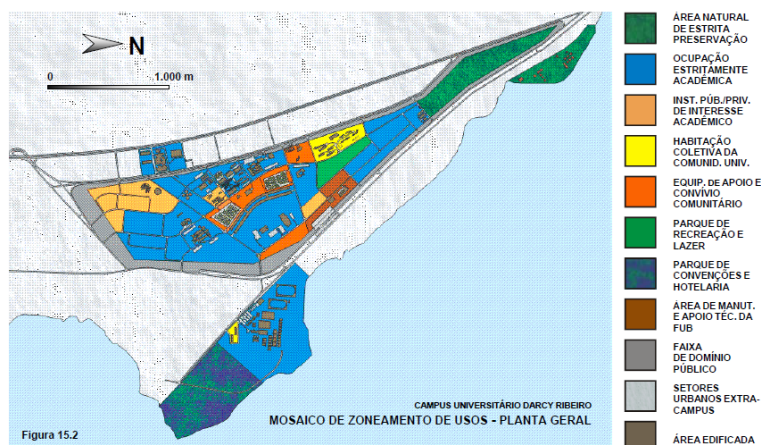 N
0 1.000 m
CAMPUS UNIVERSITÁRIO DARCY RIBEIRO
MOSAICO DE ZONEAMENTO DE USOS - PLANTA GERAL
Figura 15.2
ÁREA NATURAL
DE ESTRITA
PRESERVAÇÃO
OCUPAÇÃO
ESTRITAMENTE
ACADÊMICA
INST. PÚB./PRIV.
DE INTERESSE
ACADÊMICO
HABITAÇÃO
COLETIVA DA
COMUNID. UNIV.
EQUIP. de APOIO E
CONVÍVIO
COMUNITÁRIO
PARQUE DE
RECREAÇÃO E
LAZER
PARQUE DE
CONVENÇÕES E
HOTELARIA
ÁREA DE MANUT.
E APOIO TÉC. DA
FUB
FAIXA
DE DOMÍNIO
PÚBLICO
SETORES
URBANOS EXTRA-
CAMPUS
ÁREA EDIFICADA